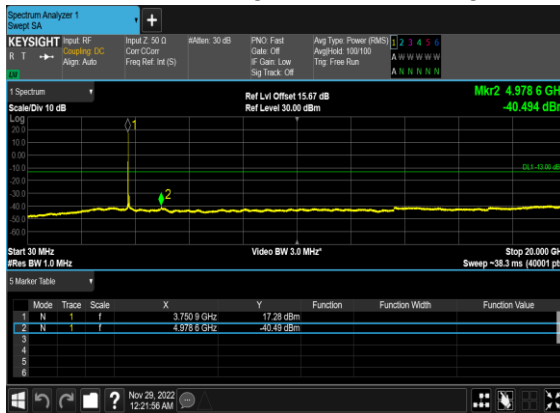 Spectrum Analyzer 1
Swept SA
+
KEYSIGHT Input: RF Input Z: 50 Ω #Atten: 30 dB PNO: Fast Avg Type: Power (RMS) 1 2 3 4 5 6
R T Coupling: DC Corr CCorr Gate: Off Avg|Hold: 100/100 A W W W W W
Align: Auto Freq Ref: Int (S) IF Gain: Low Trig: Free Run
Sig Track: Off A N N N N N
1 Spectrum
Scale/Div 10 dB
Ref Lvl Offset 15.67 dB
Ref Level 30.00 dBm
Mkr2 4.978 6 GH
-40.494 dBr
Log
20.0
10.0
0.00
-10.0
-20.0
-30.0
-40.0
-50.0
-60.0
1
2
DL1 -13.00 dB
Start 30 MHz Video BW 3.0 MHz* Stop 20.000 GH
#Res BW 1.0 MHz Sweep ~38.3 ms (40001 pt
5 Marker Table
Mode Trace Scale X Y Function Function Width Function Value
1 N 1 f 3.750 9 GHz 17.28 dBm
2 N 1 f 4.978 6 GHz -40.49 dBm
3
4
5
6
?
Nov 29, 2022
12:21:56 AM